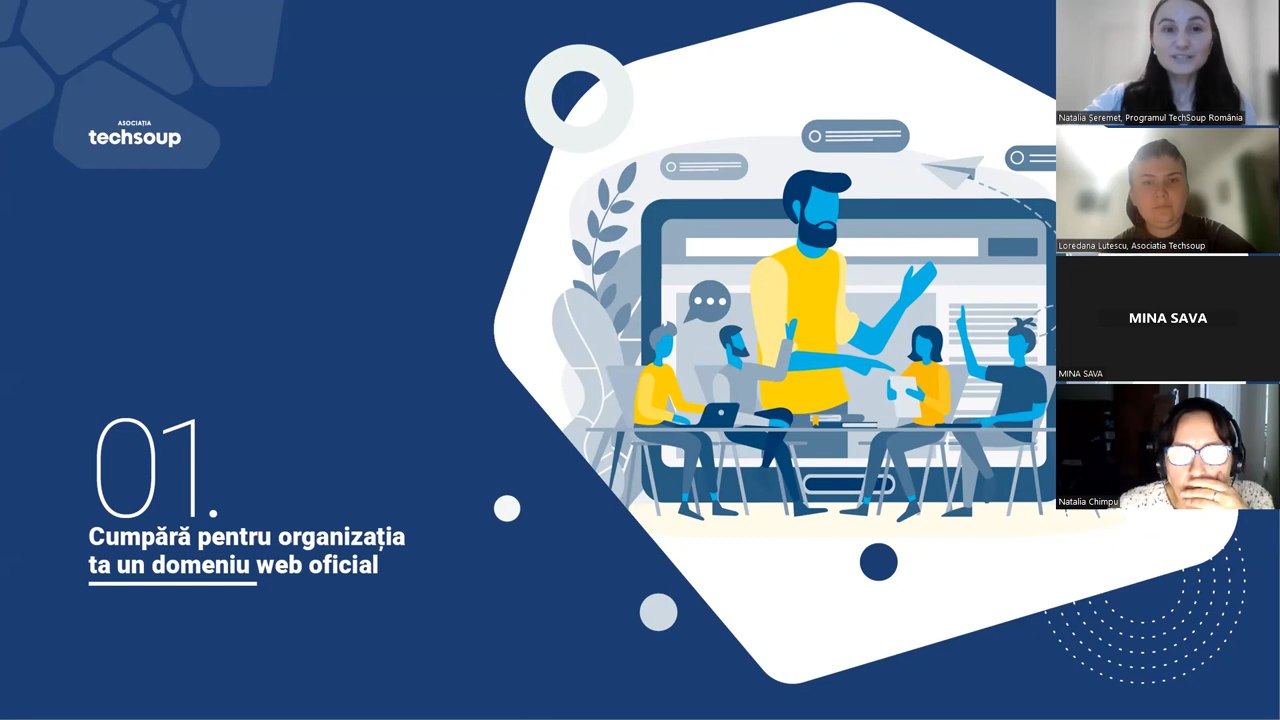 ASOCIAȚIA
techsoup
01.
Cumpără pentru organizația
ta un domeniu web oficial
Natalia Șeremet, Programul TechSoup România
Loredana Lutescu, Asociatia Techsoup
MINA SAVA
MINA SAVA
Natalia Chimpu